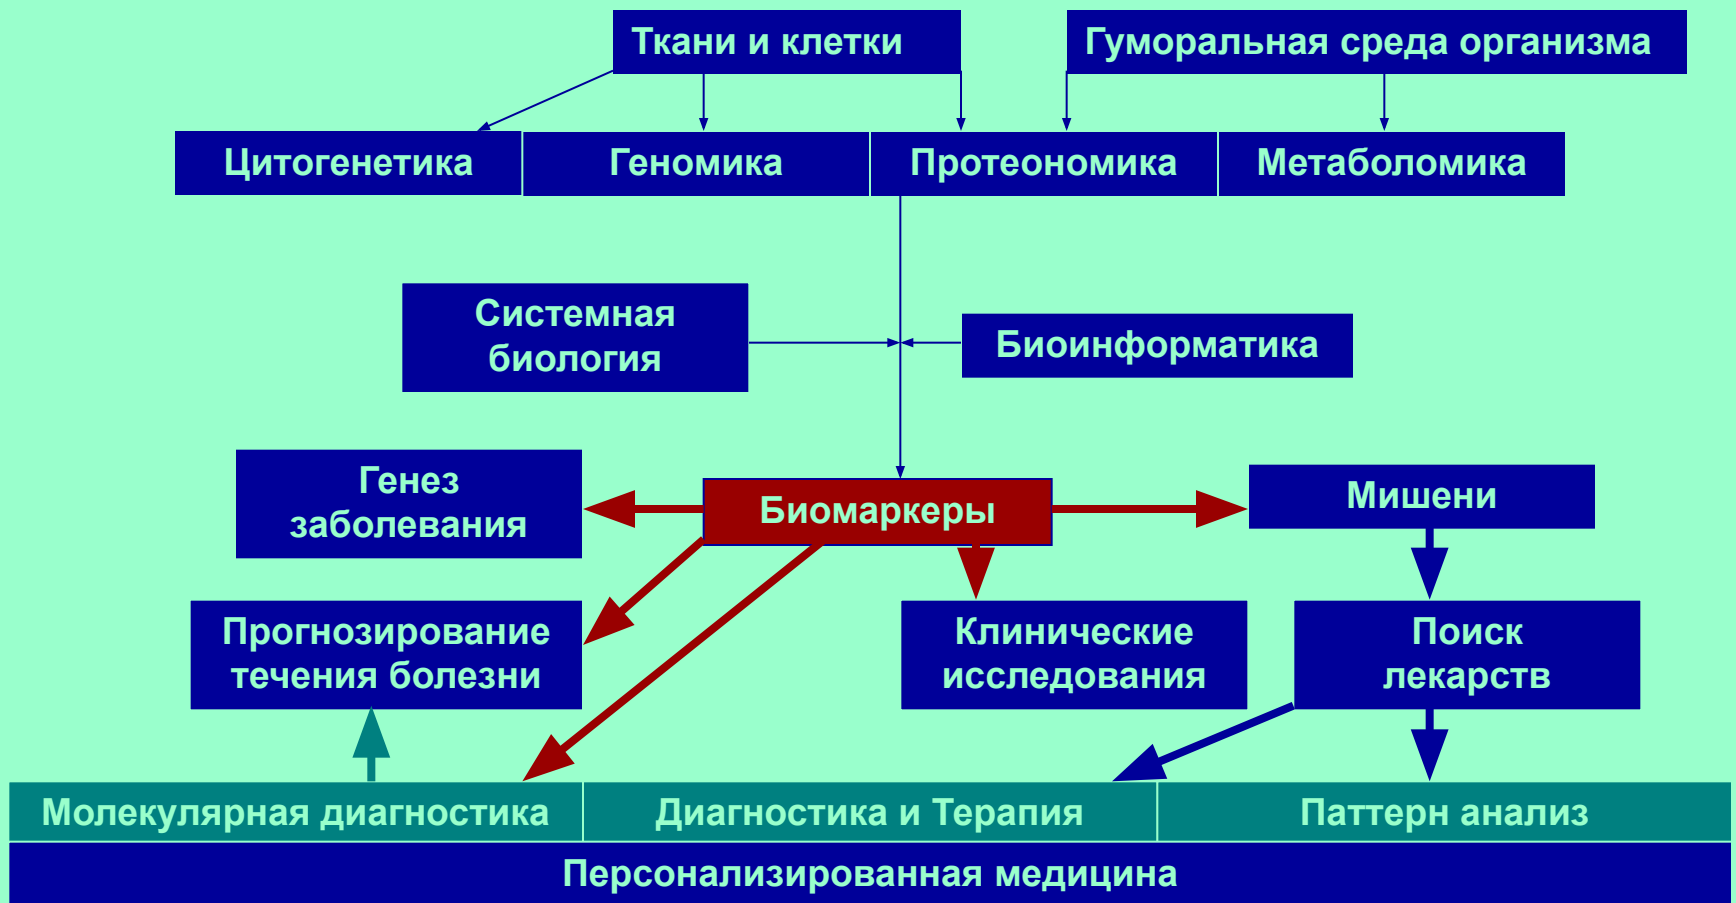 Ткани и клетки
Гуморальная среда организма
Цитогенетика
Геномика
Протеономика
Метаболомика
Системная
биология
Биоинформатика
Генез
заболевания
Биомаркеры
Мишени
Прогнозирование
течения болезни
Клинические
исследования
Поиск
лекарств
Молекулярная диагностика
Диагностика и Терапия
Паттерн анализ
Персонализированная медицина